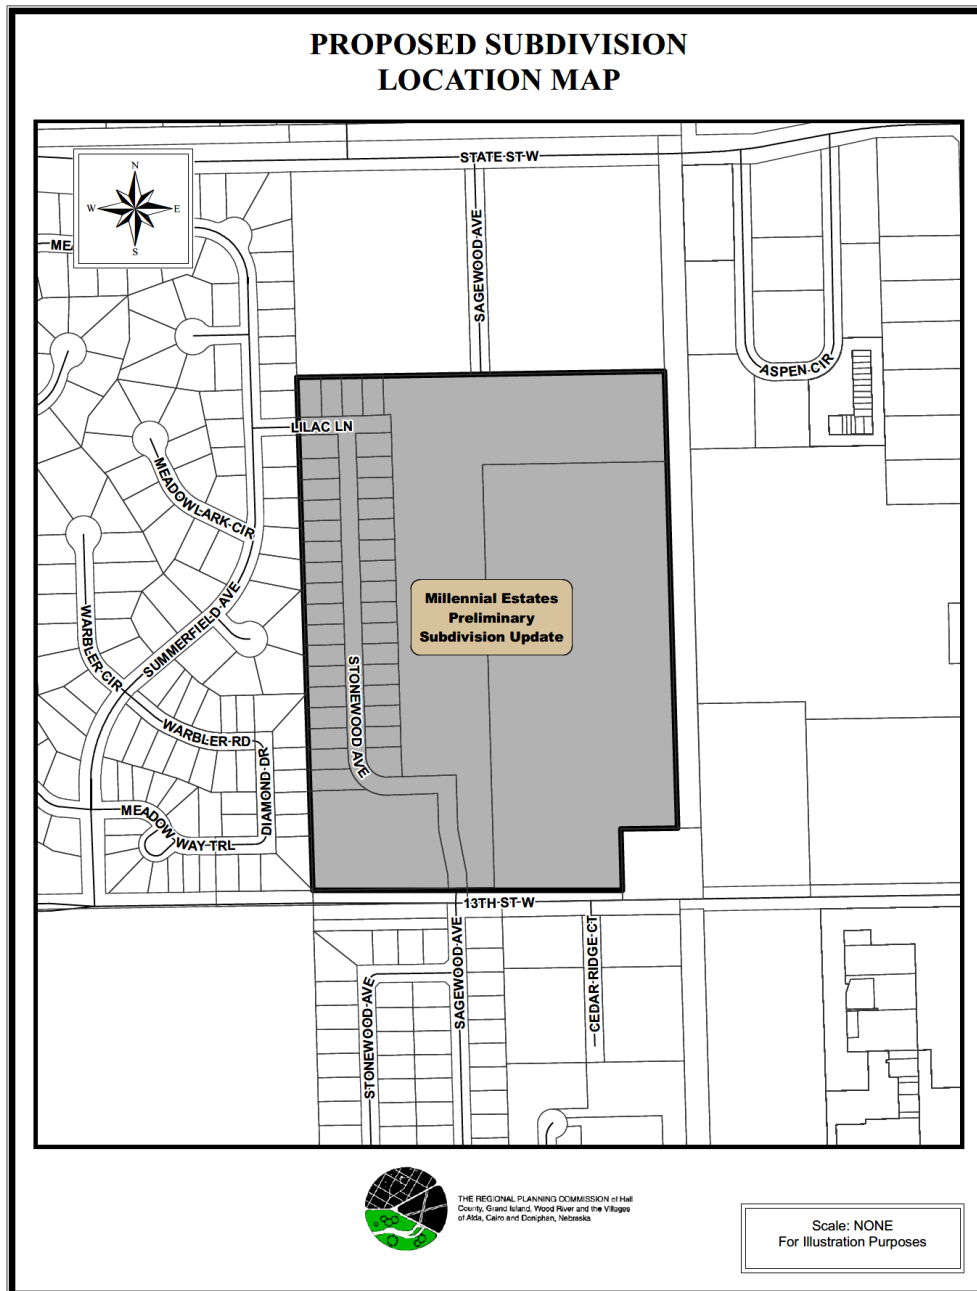 PROPOSED SUBDIVISION
LOCATION MAP
N
W
E
S
STATE ST W
MEA
SAGEWOOD AVE
ASPEN CIR
LILAC LN
MEADOWLARK CIR
Millennial Estates
Preliminary
Subdivision Update
SUMMERFIELD AVE
WARBLER CIR
STONEWOOD AVE
WARBLER RD
DIAMOND DR
MEADOW WAY TRL
13TH ST W
SAGEWOOD AVE
CEDAR RIDGE CT
STONEWOOD AVE
THE REGIONAL PLANNING COMMISSION of Hall
County, Grand Island, Wood River and the Villages
of Alda, Cairo and Doniphan, Nebraska
Scale: NONE
For Illustration Purposes